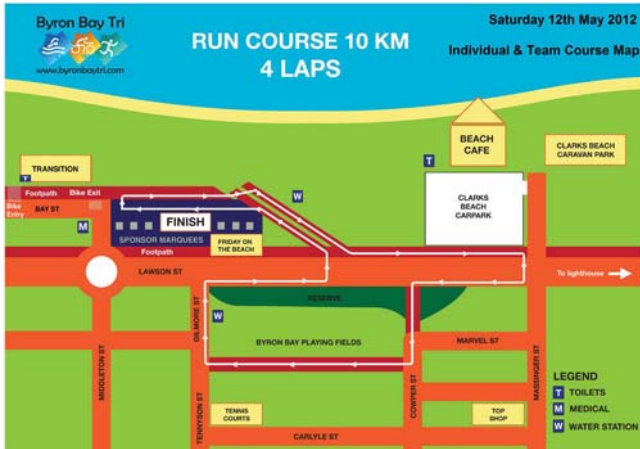 Byron Bay Tri
www.byronbaytri.com
RUN COURSE 10 KM
4 LAPS
Saturday 12th May 2012
Individual & Team Course Map
TRANSITION
T
Footpath
Bike Exit
Bike
Entry
BAY ST
M
FINISH
SPONSOR MARQUEES
FRIDAY ON
THE BEACH
W
T
BEACH
CAFE
CLARKS BEACH
CARAVAN PARK
CLARKS
BEACH
CARPARK
Footpath
LAWSON ST
To lighthouse
GILMORE ST
RESERVE
W
BYRON BAY PLAYING FIELDS
MARVEL ST
MIDDLETON ST
TENNYSON ST
COWPER ST
MASSINGER ST
TENNIS
COURTS
TOP
SHOP
CARLYLE ST
LEGEND
T TOILETS
M MEDICAL
W WATER STATION